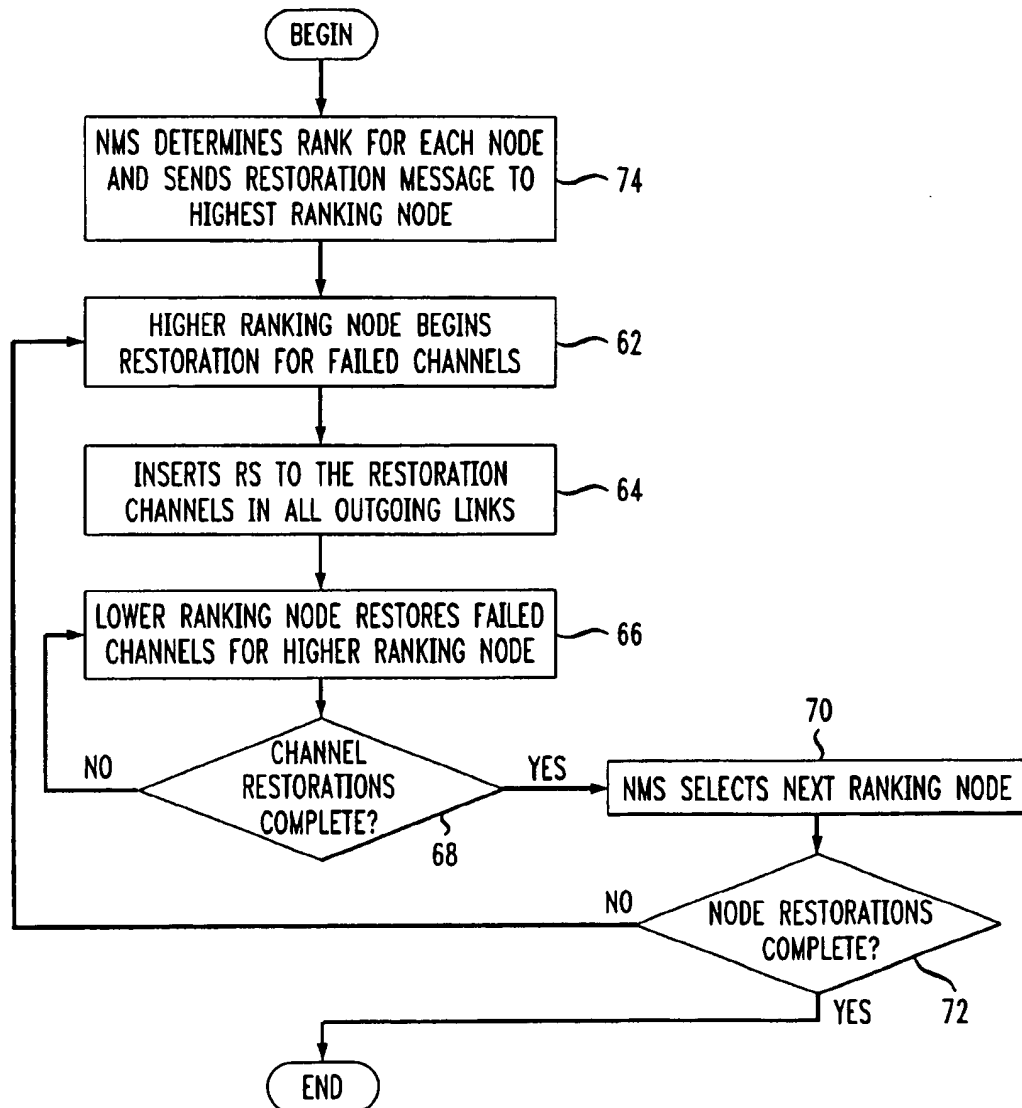 BEGIN
NMS DETERMINES RANK FOR EACH NODE
AND SENDS RESTORATION MESSAGE TO
HIGHEST RANKING NODE
74
HIGHER RANKING NODE BEGINS
RESTORATION FOR FAILED CHANNELS
62
INSERTS RS TO THE RESTORATION
CHANNELS IN ALL OUTGOING LINKS
64
LOWER RANKING NODE RESTORES FAILED
CHANNELS FOR HIGHER RANKING NODE
66
CHANNEL
RESTORATIONS
COMPLETE?
NO
YES
68
70
NMS SELECTS NEXT RANKING NODE
NO
NODE RESTORATIONS
COMPLETE?
72
YES
END